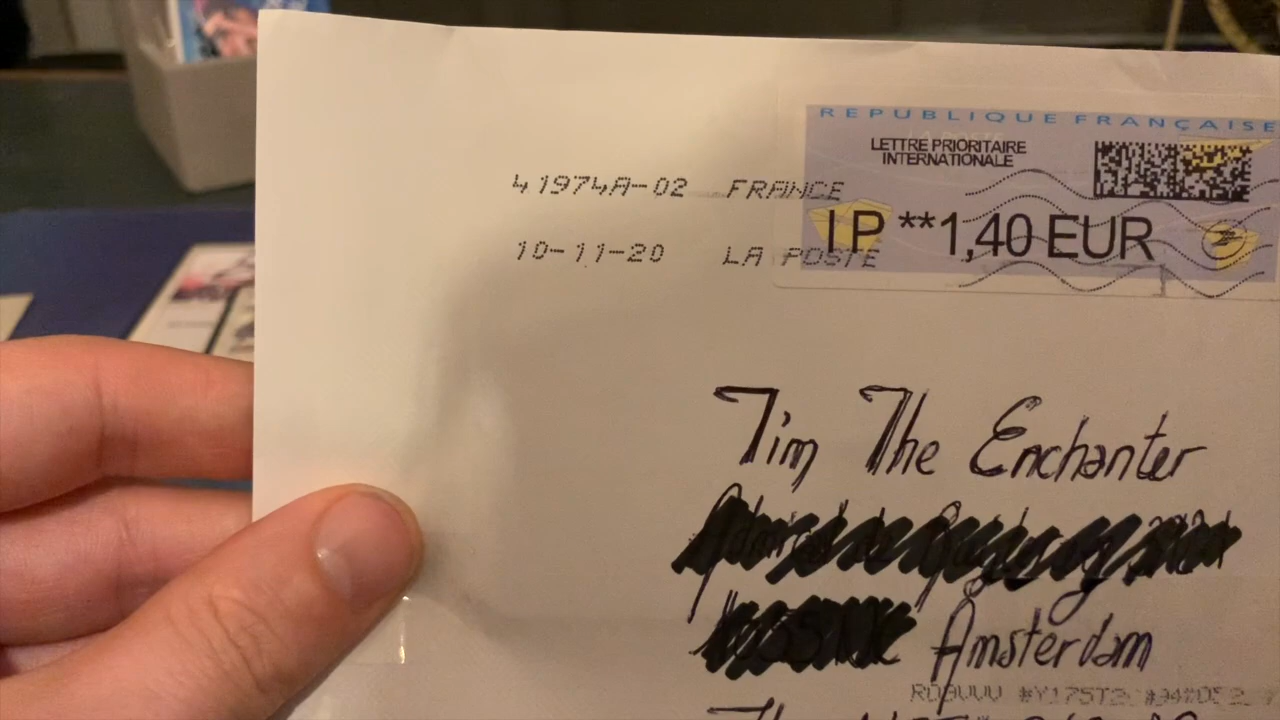 REPUBLIQUE FRANÇAISE
LETTRE PRIORITAIRE
INTERNATIONALE
41974A-02 FRANCE
IP **1,40 EUR
10-11-20 LA POSTE
Tim The Enchanter
Amsterdam
The